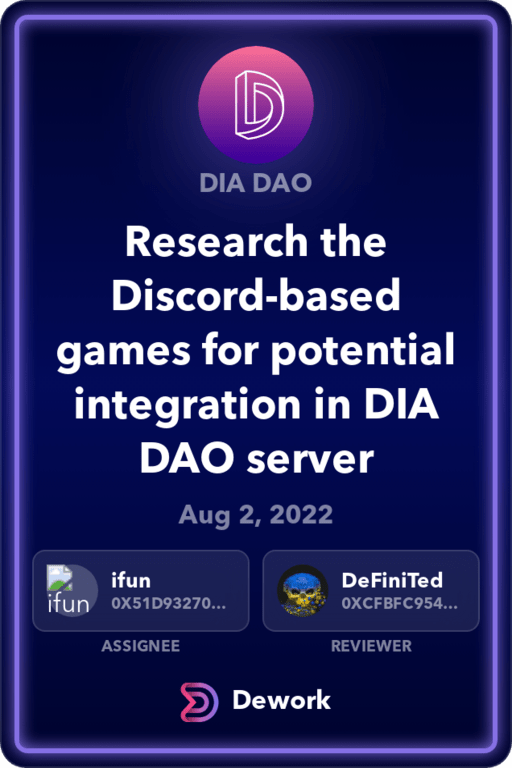 DIA DAO
Research the
Discord-based
games for potential
integration in DIA
DAO server
Aug 2, 2022
ifun
ifun
0X51D93270...
ASSIGNEE
DeFiniTed
0XCFBFC954...
REVIEWER
Dework